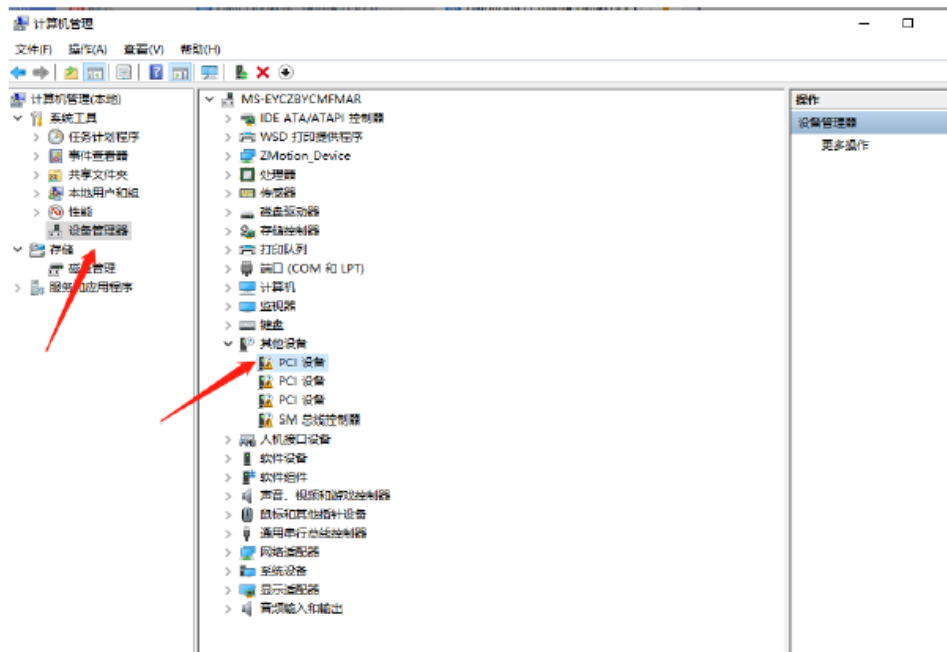 计算机管理
文件(F) 操作(A) 查看(V) 帮助(H)
计算机管理(本地)
系统工具
任务计划程序
事件查看器
共享文件夹
本地用户和组
性能
设备管理器
存储
磁盘管理
服务和应用程序
MS-EYCZBYCMFMAR
IDE ATA/ATAPI 控制器
WSD 打印提供程序
ZMotion_Device
处理器
传感器
磁盘驱动器
存储控制器
打印队列
端口 (COM 和 LPT)
计算机
监视器
键盘
其他设备
PCI 设备
PCI 设备
PCI 设备
SM 总线控制器
人机接口设备
软件设备
软件组件
声音、视频和游戏控制器
鼠标和其他指针设备
通用串行总线控制器
网络适配器
系统设备
显示适配器
音频输入和输出
操作
设备管理器
更多操作